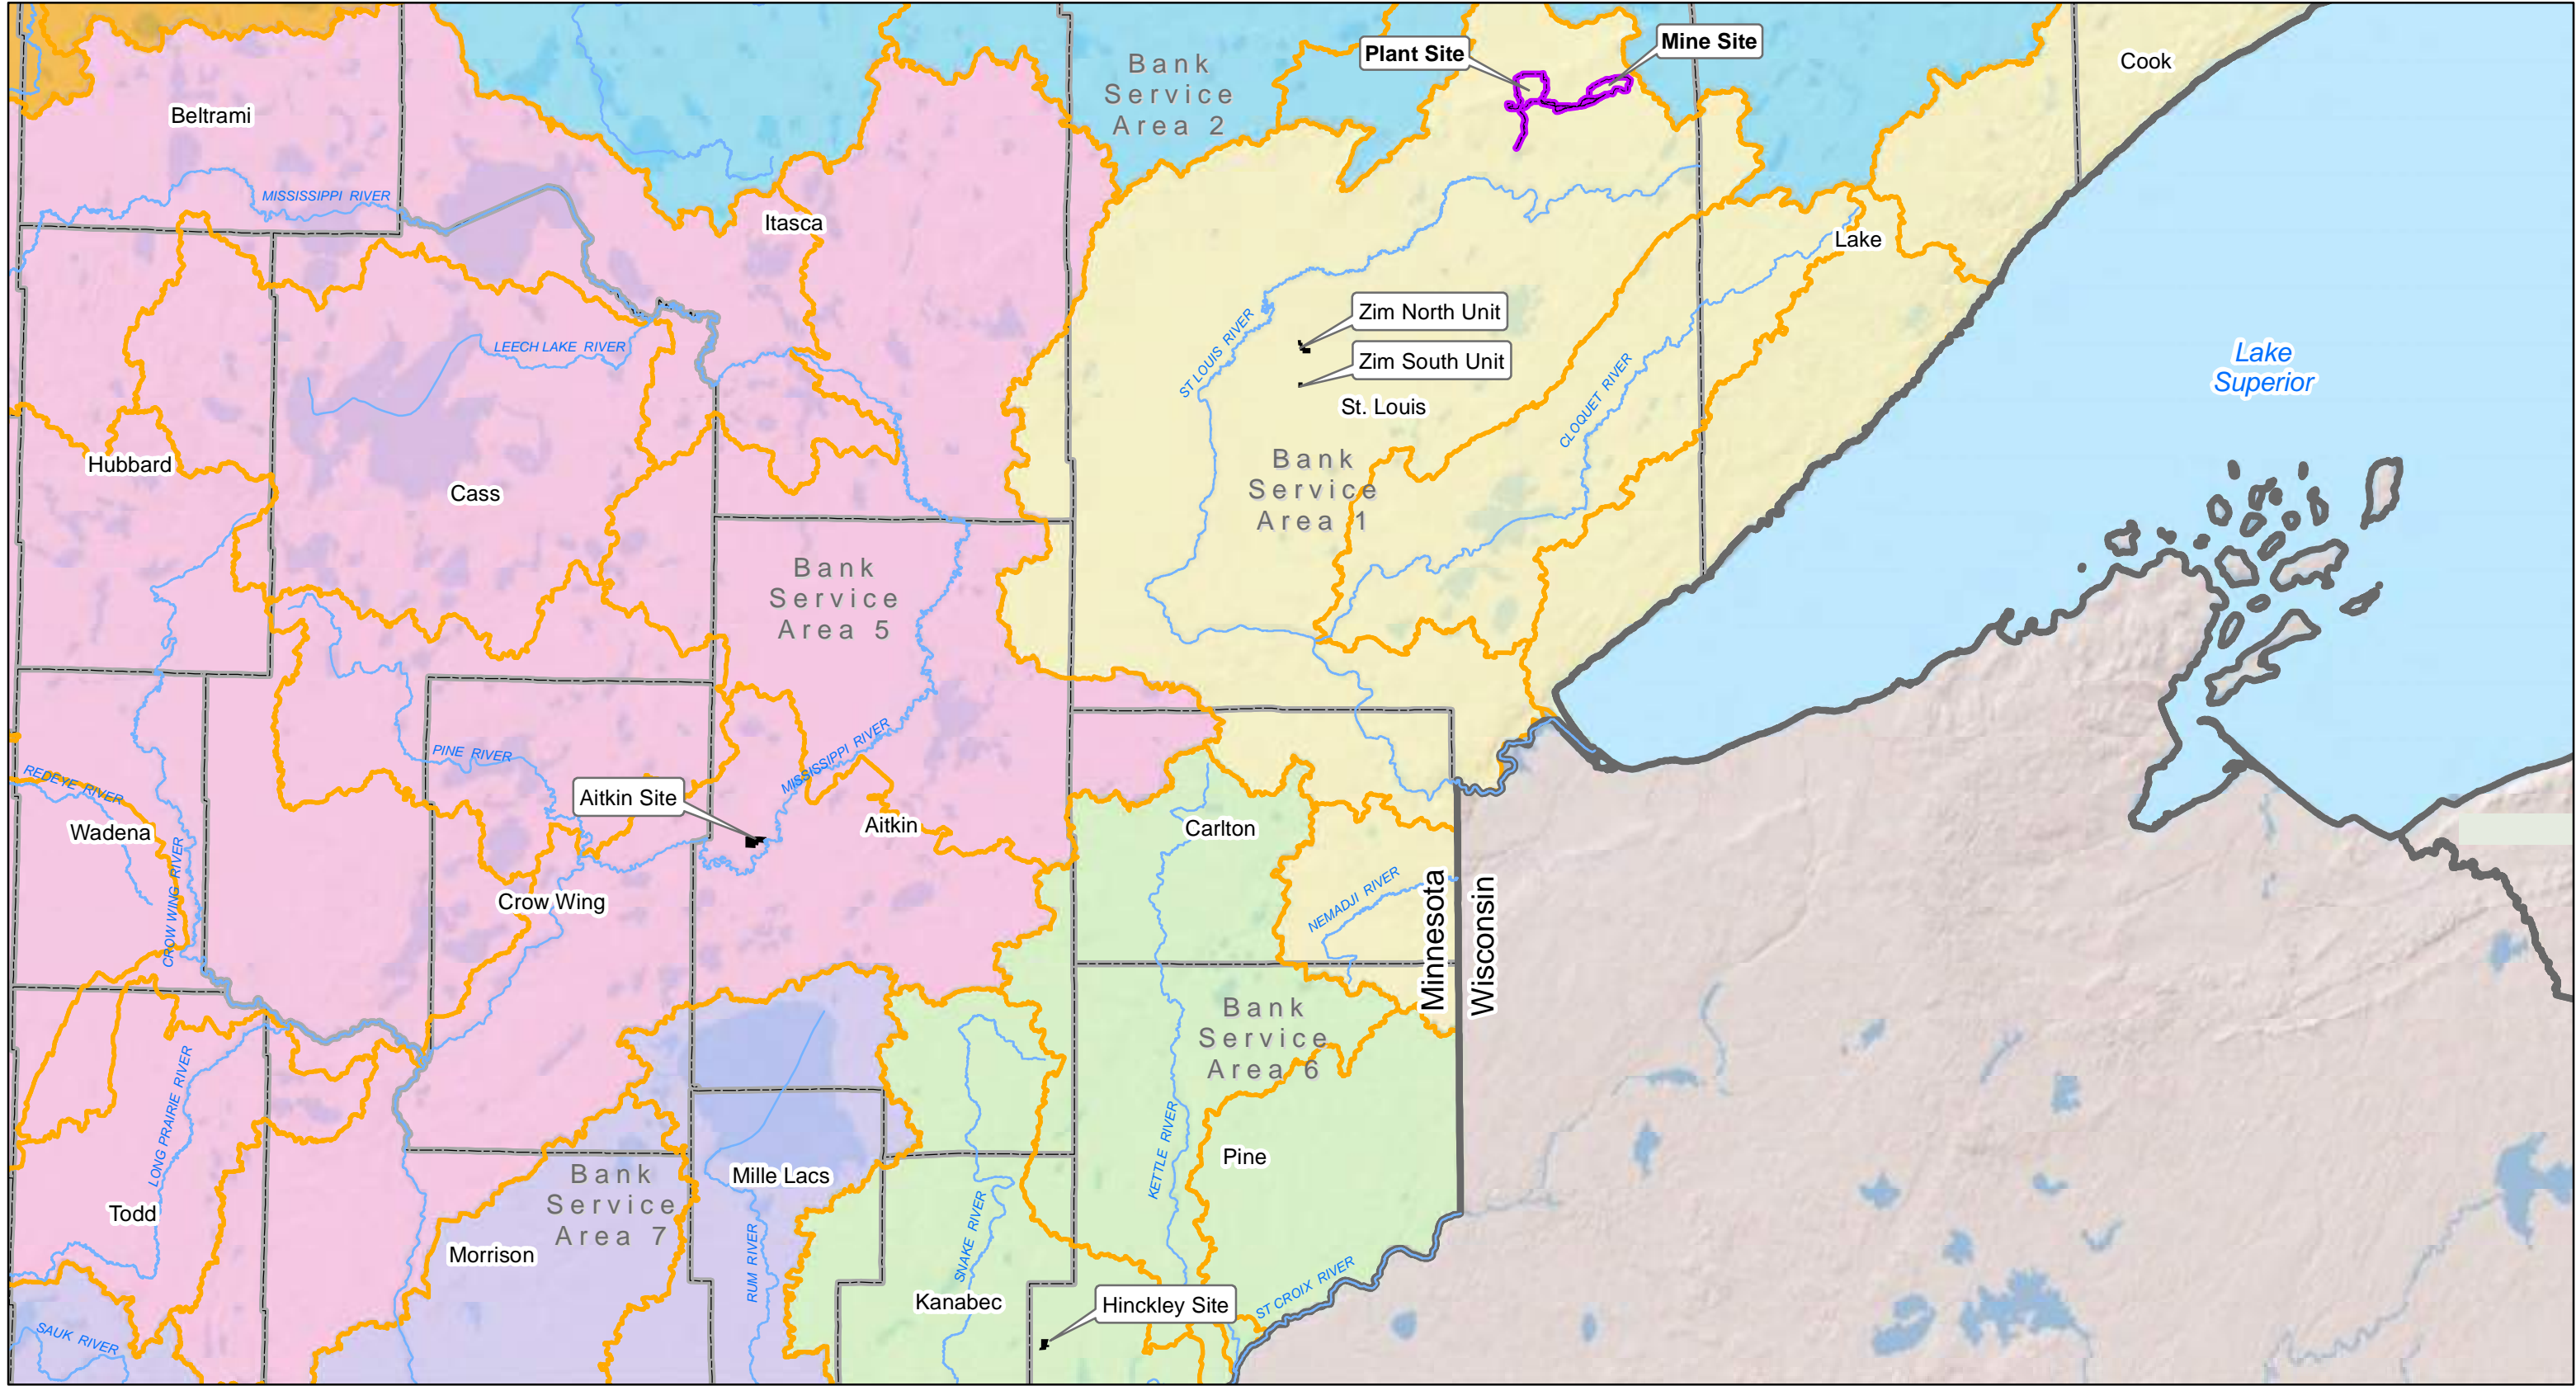 Cook
Plant Site
Mine Site
Bank
Service
Area 2
Beltrami
MISSISSIPPI RIVER
Itasca
Lake
Zim North Unit
Zim South Unit
ST LOUIS RIVER
LEECH LAKE RIVER
Lake
Superior
St. Louis
CLOQUET RIVER
Hubbard
Cass
Bank
Service
Area 1
Bank
Service
Area 5
PINE RIVER
MISSISSIPPI RIVER
REDEYE RIVER
Aitkin Site
Wadena
Aitkin
Carlton
CROW WING RIVER
Crow Wing
NEMADJI RIVER
Minnesota
Wisconsin
Bank
Service
Area 6
LONG PRAIRIE RIVER
KETTLE RIVER
Pine
Bank
Service
Area 7
Mille Lacs
Todd
Morrison
RUM RIVER
SNAKE RIVER
Kanabec
Hinckley Site
ST CROIX RIVER
SAUK RIVER